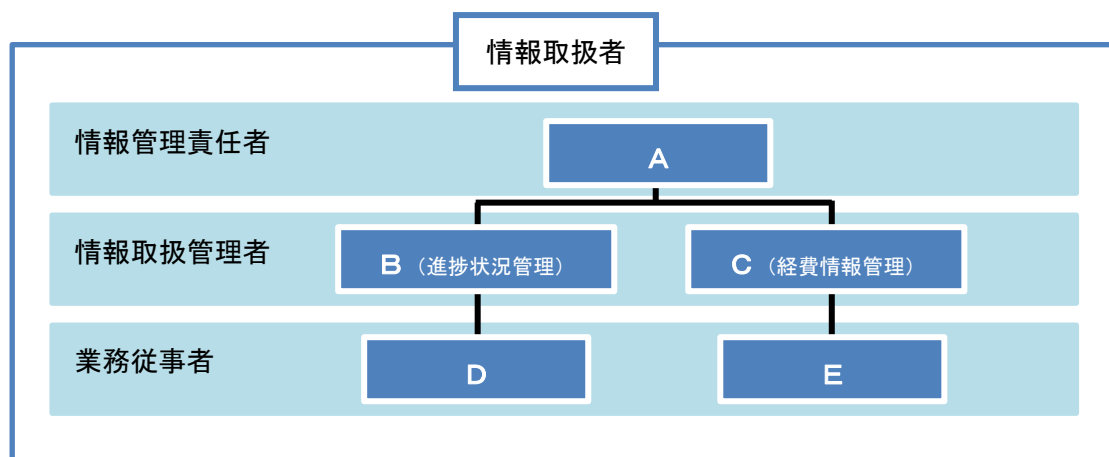 情報取扱者
情報管理責任者
A
情報取扱管理者
B（進捗状況管理）
C（経費情報管理）
業務従事者
D
E